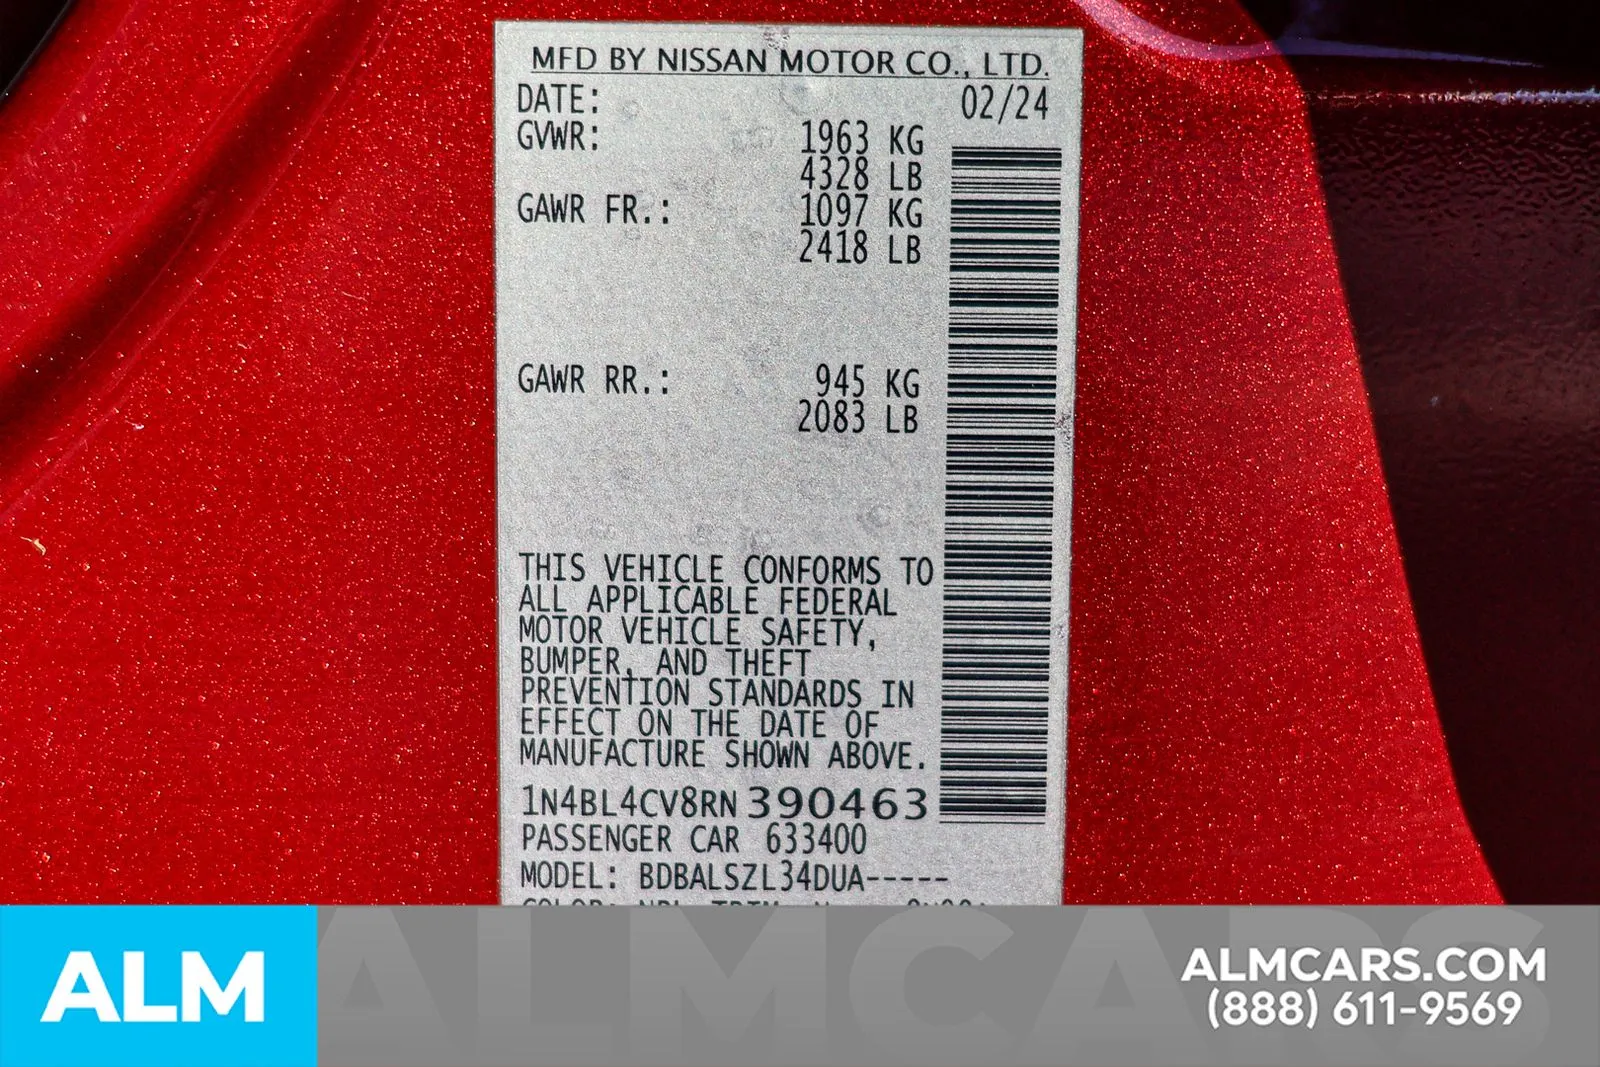 MFD BY NISSAN MOTOR CO., LTD.
DATE: 02/24
GVWR: 1963 KG
4328 LB
GAWR FR.: 1097 KG
2418 LB
GAWR RR.: 945 KG
2083 LB
THIS VEHICLE CONFORMS TO
ALL APPLICABLE FEDERAL
MOTOR VEHICLE SAFETY,
BUMPER, AND THEFT
PREVENTION STANDARDS IN
EFFECT ON THE DATE OF
MANUFACTURE SHOWN ABOVE.
1N4BL4CV8RN390463
PASSENGER CAR 633400
MODEL: BDBALSZL34DUA-----
ALM
ALMCARS
ALMCARS.COM
(888) 611-9569